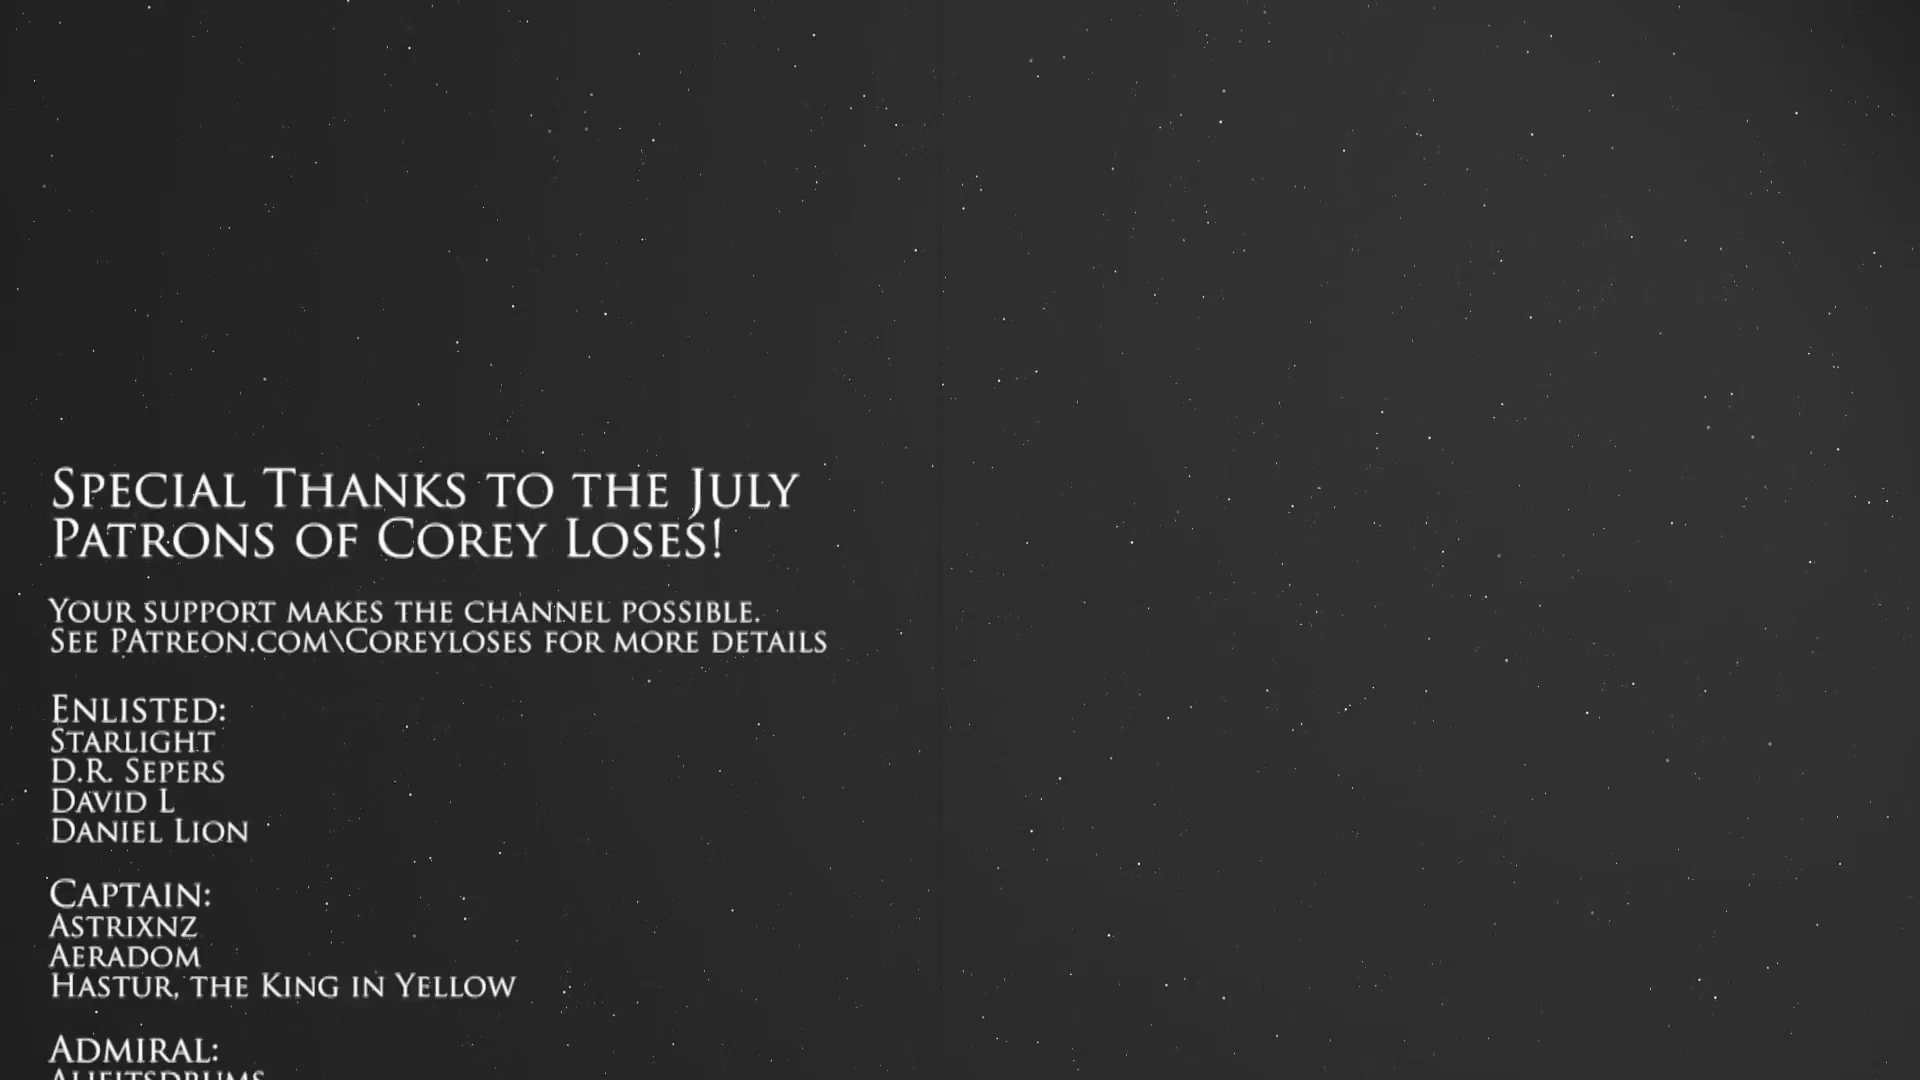 Special Thanks to the July
Patrons of Corey Loses!
Your support makes the channel possible.
See Patreon.com\Coreyloses for more details
Enlisted:
Starlight
D.R. Sepers
David L
Daniel Lion
Captain:
Astrixnz
Aeradom
Hastur, the King in Yellow
Admiral: